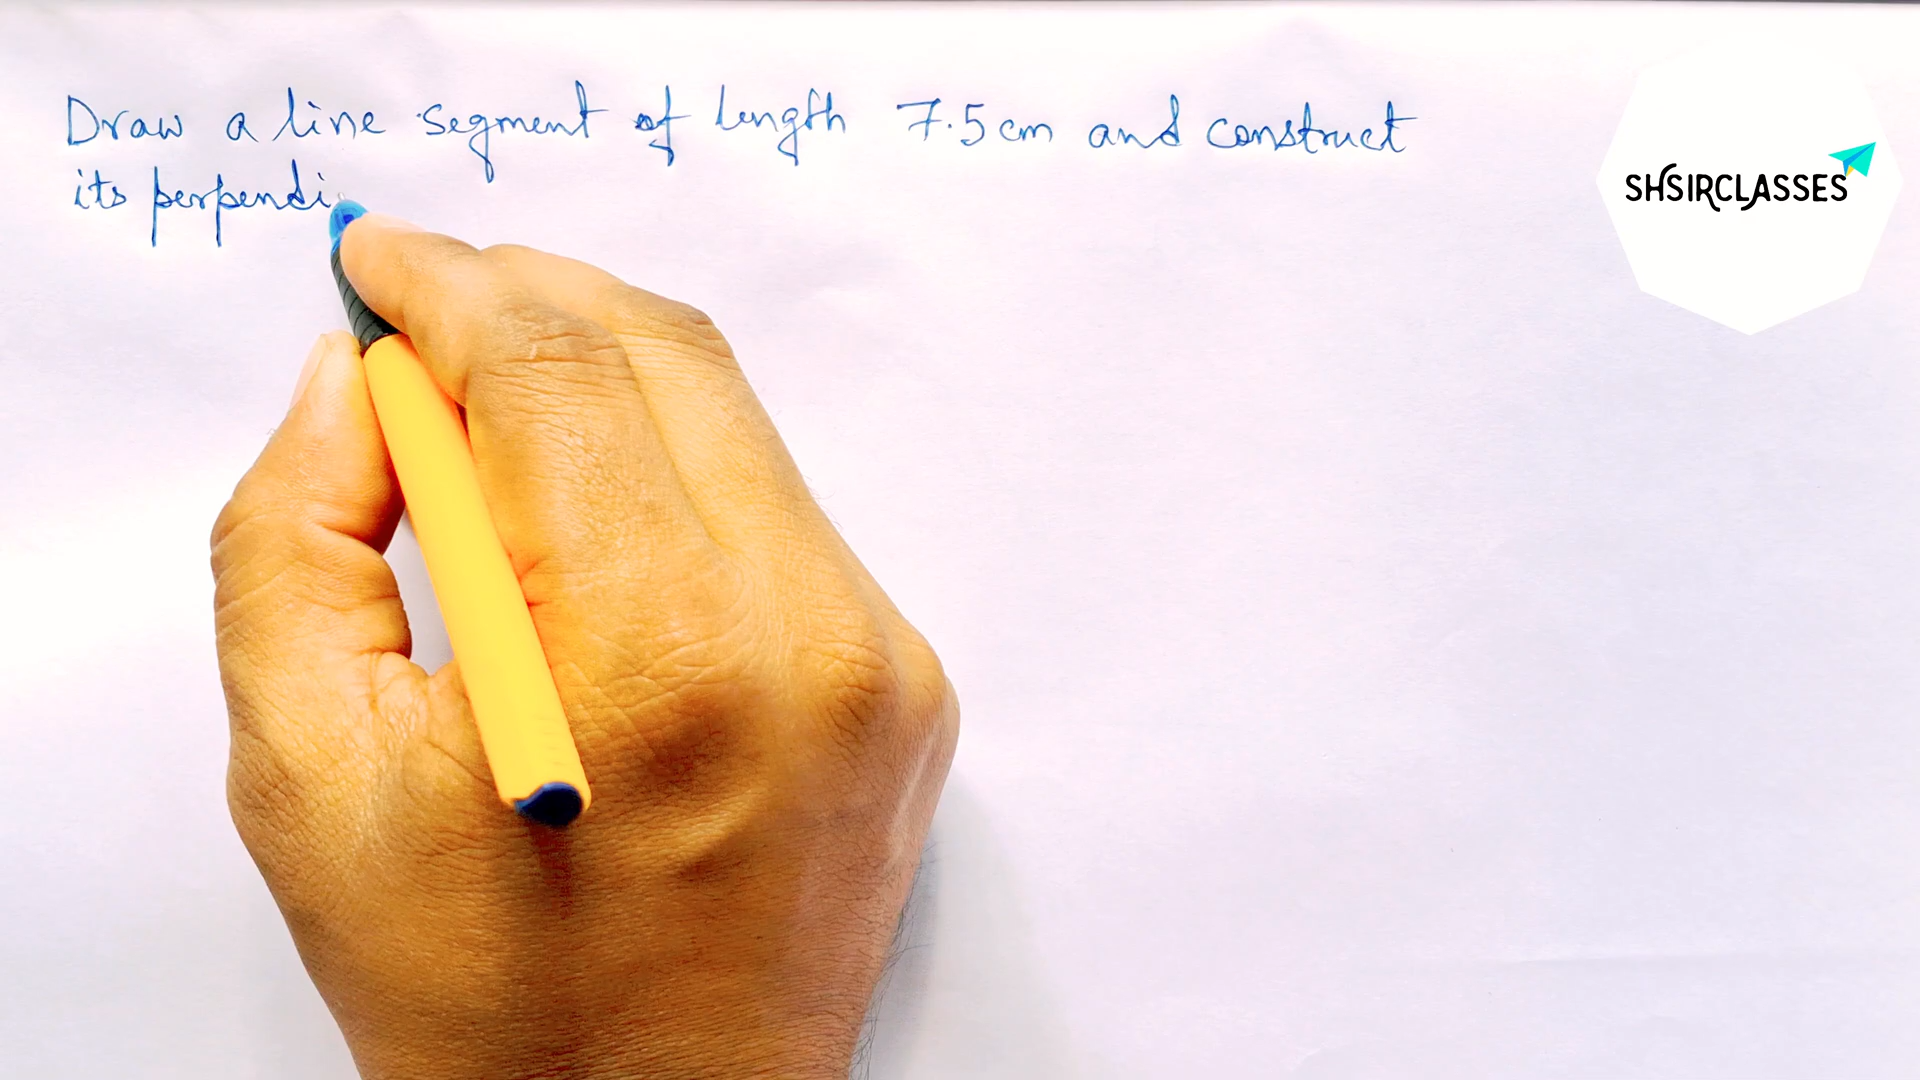 Draw a line segment of length 7.5 cm and construct
its perpendi
SHSIRCLASSES